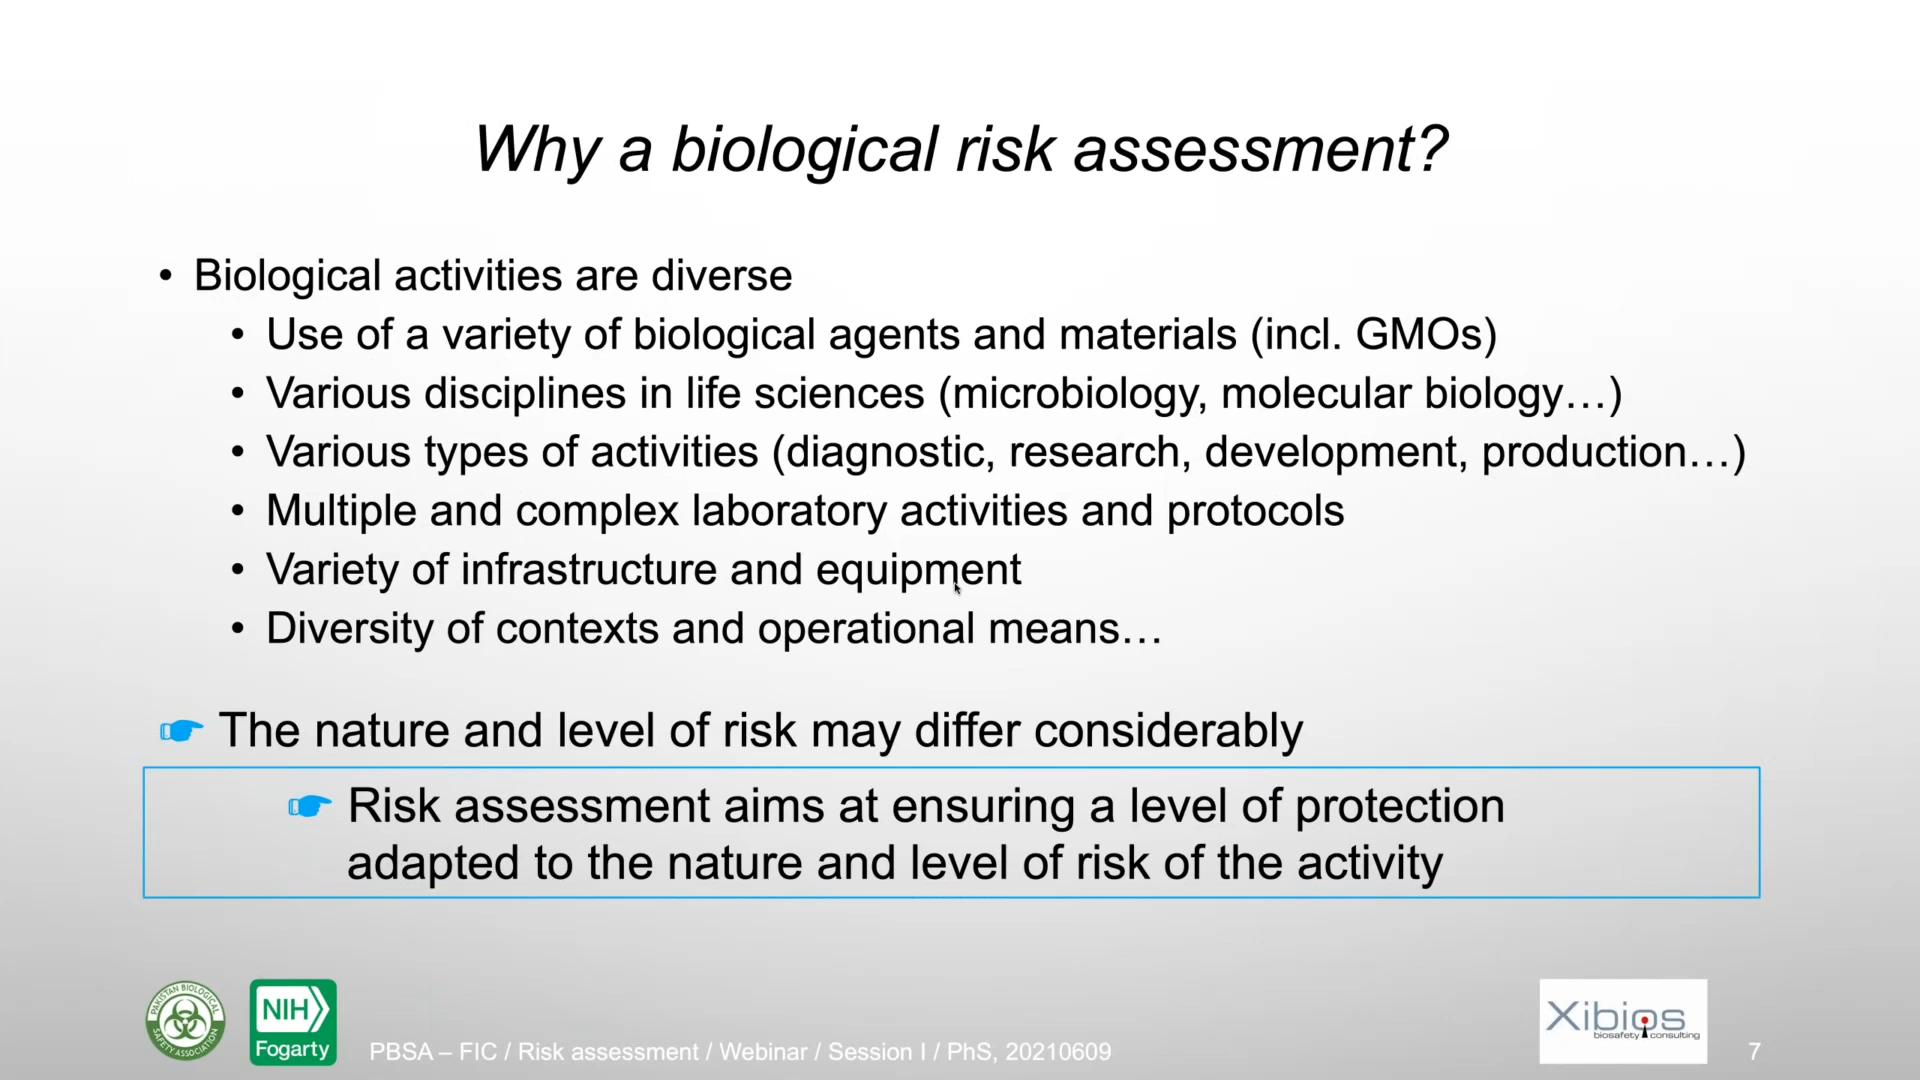 Why a biological risk assessment?
• Biological activities are diverse
• Use of a variety of biological agents and materials (incl. GMOs)
• Various disciplines in life sciences (microbiology, molecular biology…)
• Various types of activities (diagnostic, research, development, production…)
• Multiple and complex laboratory activities and protocols
• Variety of infrastructure and equipment
• Diversity of contexts and operational means…
☛ The nature and level of risk may differ considerably
☛ Risk assessment aims at ensuring a level of protection
adapted to the nature and level of risk of the activity
PAKISTAN BIOLOGICAL
SAFETY ASSOCIATION
NIH
Fogarty
PBSA – FIC / Risk assessment / Webinar / Session I / PhS, 20210609
Xibios
biosafety consulting
7